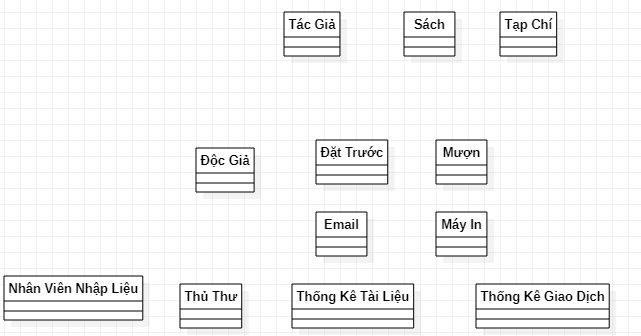 Tác Giả
Sách
Tạp Chí
Độc Giả
Đặt Trước
Mượn
Email
Máy In
Nhân Viên Nhập Liệu
Thủ Thư
Thống Kê Tài Liệu
Thống Kê Giao Dịch